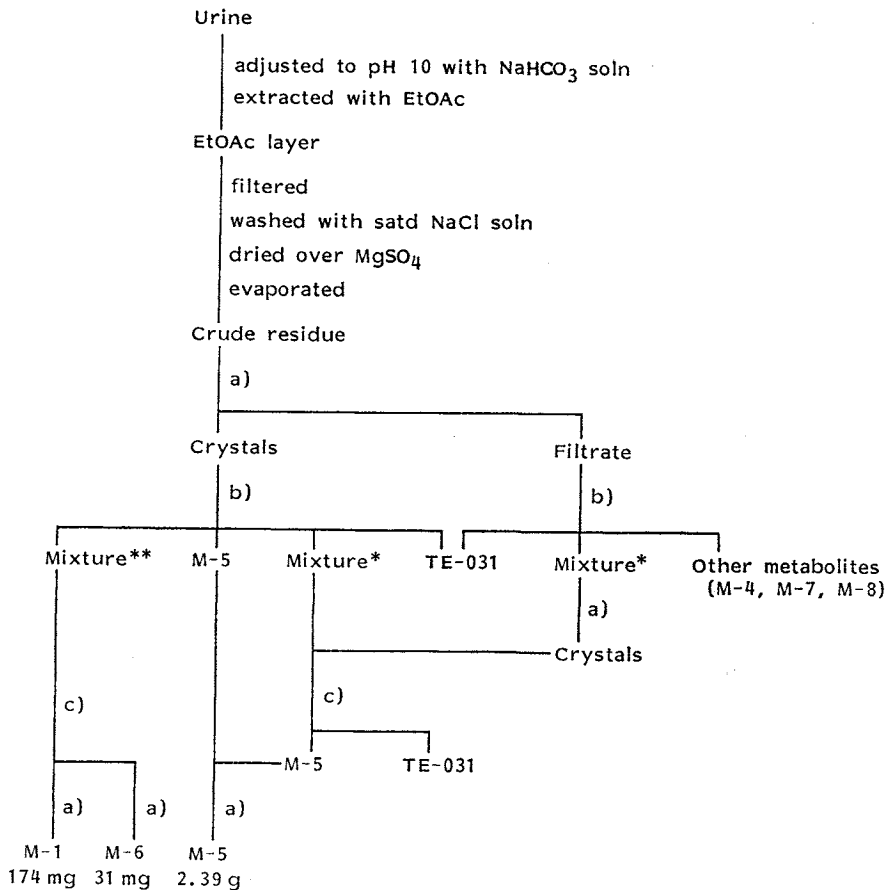 Urine
adjusted to pH 10 with NaHCO3 soln
extracted with EtOAc
EtOAc layer
filtered
washed with satd NaCl soln
dried over MgSO4
evaporated
Crude residue
a)
Crystals
Filtrate
b)
b)
Mixture**
M-5
Mixture*
TE-031
Mixture*
Other metabolites
(M-4, M-7, M-8)
a)
Crystals
c)
c)
M-5
TE-031
a)
a)
a)
M-1
M-6
M-5
174 mg
31 mg
2.39 g